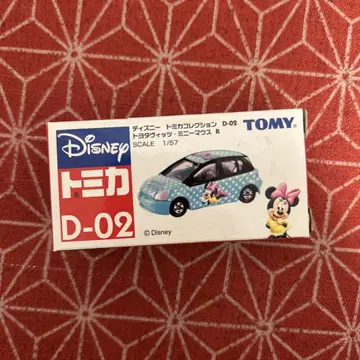 Disney
トミカ
D-02
ディズニー トミカコレクション D-02
トヨタヴィッツ・ミニーマウス R
SCALE 1/57
TOMY
© Disney